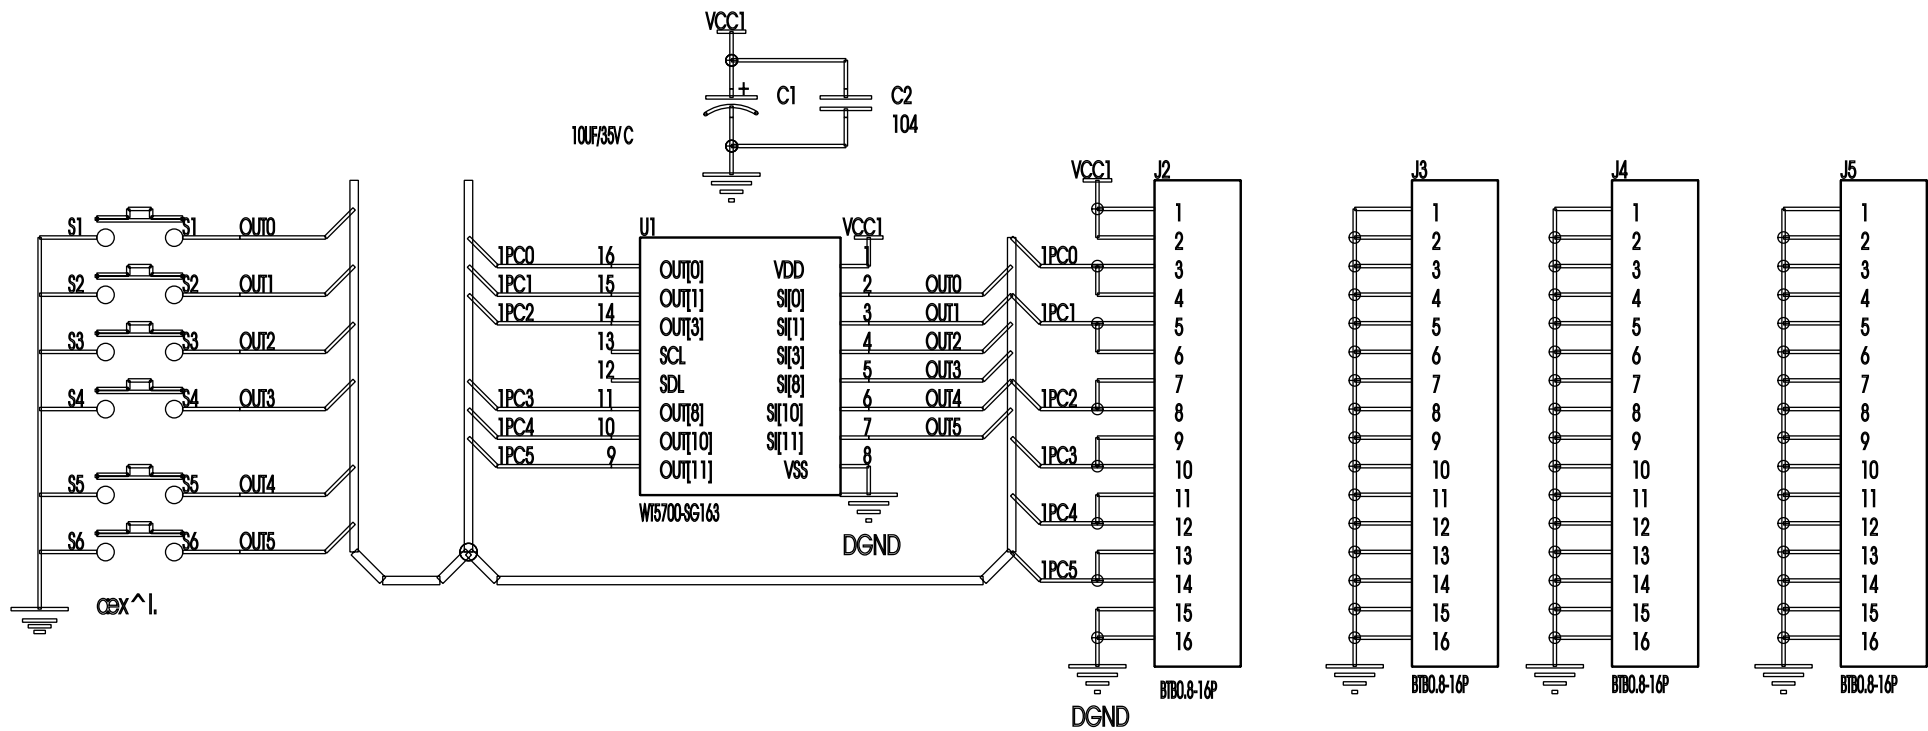 VCC1
+
C1
C2
104
10UF/35V C
S1
S1
OUT0
S2
S2
OUT1
S3
S3
OUT2
S4
S4
OUT3
S5
S5
OUT4
S6
S6
OUT5
œex^l.
U1
VCC1
1PC0
16
OUT[0]
VDD
1
1PC1
15
OUT[1]
SI[0]
2
OUT0
1PC2
14
OUT[3]
SI[1]
3
OUT1
13
SCL
SI[3]
4
OUT2
12
SDL
SI[8]
5
OUT3
1PC3
11
OUT[8]
SI[10]
6
OUT4
1PC4
10
OUT[10]
SI[11]
7
OUT5
1PC5
9
OUT[11]
VSS
8
WT5700-SG163
DGND
VCC1
J2
1PC0
1PC1
1PC2
1PC3
1PC4
1PC5
1
2
3
4
5
6
7
8
9
10
11
12
13
14
15
16
BTB0.8-16P
DGND
J3
1
2
3
4
5
6
7
8
9
10
11
12
13
14
15
16
BTB0.8-16P
J4
1
2
3
4
5
6
7
8
9
10
11
12
13
14
15
16
BTB0.8-16P
J5
1
2
3
4
5
6
7
8
9
10
11
12
13
14
15
16
BTB0.8-16P